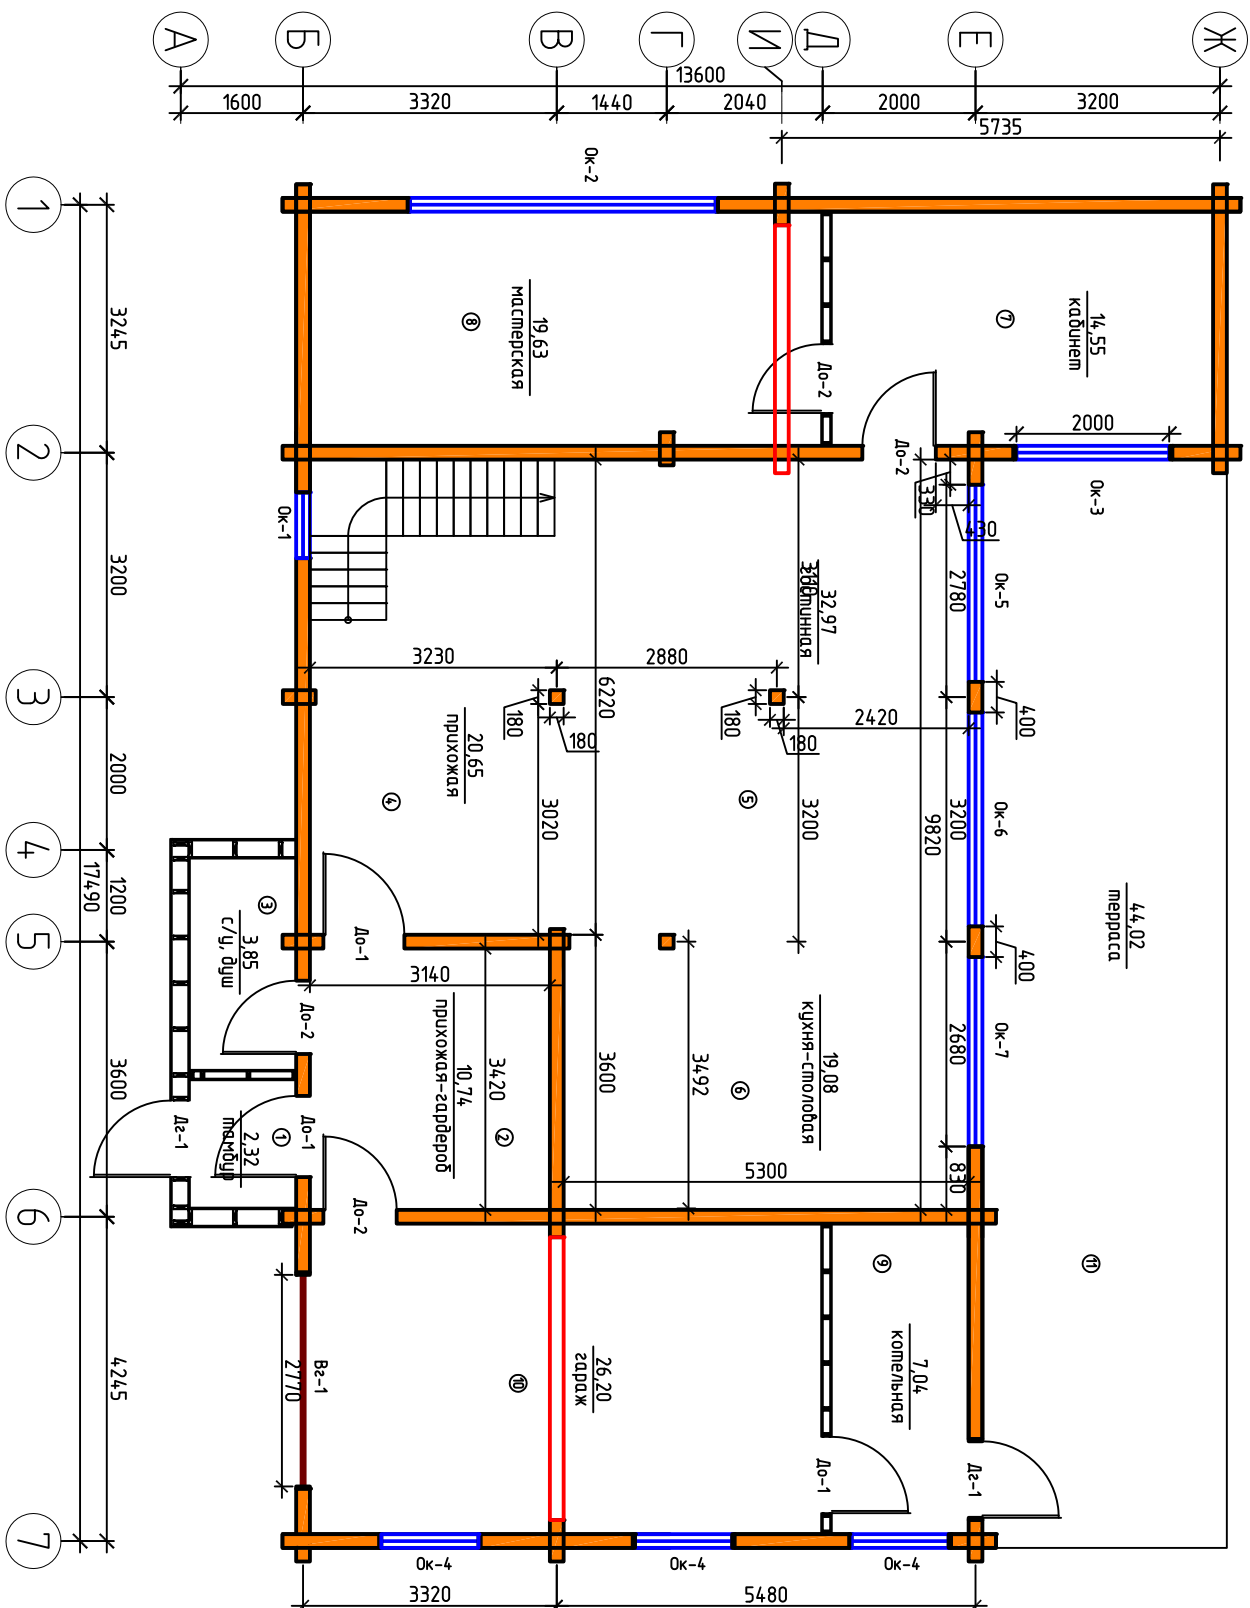 А
Б
В
Г
И
Д
Е
Ж
13600
1600
3320
1440
2040
2000
3200
5735
Ок-2
1
2
3
4
5
6
7
3245
3200
2000
1200
3600
4245
17490
19,63
мастерская
8
14,55
кабинет
7
До-2
2000
До-2
Ок-3
330
430
Ок-1
2780
Ок-5
32,97
гостинная
3110
3230
2880
6220
180
180
180
180
2420
400
20,65
прихожая
4
3020
5
3200
9820
3200
Ок-6
44,02
терраса
3
3,85
с/у, душ
До-1
400
3140
До-2
прихожая-гардероб
10,74
3420
2
3600
3492
6
19,08
кухня-столовая
2680
Ок-7
Дг-1
2,32
тамбур
1
До-1
До-2
5300
830
9
11
7,04
котельная
Вг-1
2770
10
26,20
гараж
До-1
Дг-1
Ок-4
Ок-4
Ок-4
3320
5480